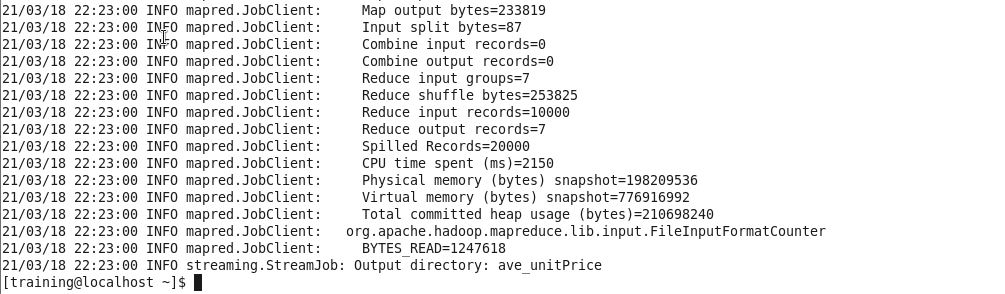 21/03/18 22:23:00 INFO mapred.JobClient:     Map output bytes=233819
21/03/18 22:23:00 INFO mapred.JobClient:     Input split bytes=87
21/03/18 22:23:00 INFO mapred.JobClient:     Combine input records=0
21/03/18 22:23:00 INFO mapred.JobClient:     Combine output records=0
21/03/18 22:23:00 INFO mapred.JobClient:     Reduce input groups=7
21/03/18 22:23:00 INFO mapred.JobClient:     Reduce shuffle bytes=253825
21/03/18 22:23:00 INFO mapred.JobClient:     Reduce input records=10000
21/03/18 22:23:00 INFO mapred.JobClient:     Reduce output records=7
21/03/18 22:23:00 INFO mapred.JobClient:     Spilled Records=20000
21/03/18 22:23:00 INFO mapred.JobClient:     CPU time spent (ms)=2150
21/03/18 22:23:00 INFO mapred.JobClient:     Physical memory (bytes) snapshot=198209536
21/03/18 22:23:00 INFO mapred.JobClient:     Virtual memory (bytes) snapshot=776916992
21/03/18 22:23:00 INFO mapred.JobClient:     Total committed heap usage (bytes)=210698240
21/03/18 22:23:00 INFO mapred.JobClient:   org.apache.hadoop.mapreduce.lib.input.FileInputFormatCounter
21/03/18 22:23:00 INFO mapred.JobClient:     BYTES_READ=1247618
21/03/18 22:23:00 INFO streaming.StreamJob: Output directory: ave_unitPrice
[training@localhost ~]$